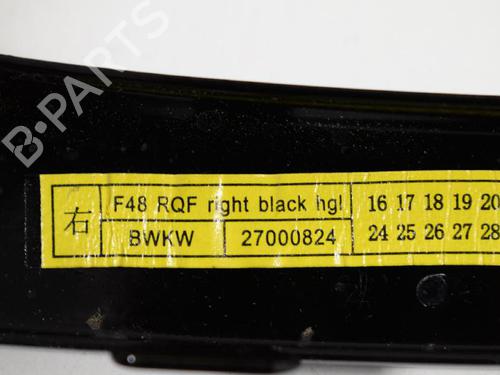 B-PARTS
右
F48 RQF right black hgl
BWKW
27000824
16 17 18 19 20
24 25 26 27 28